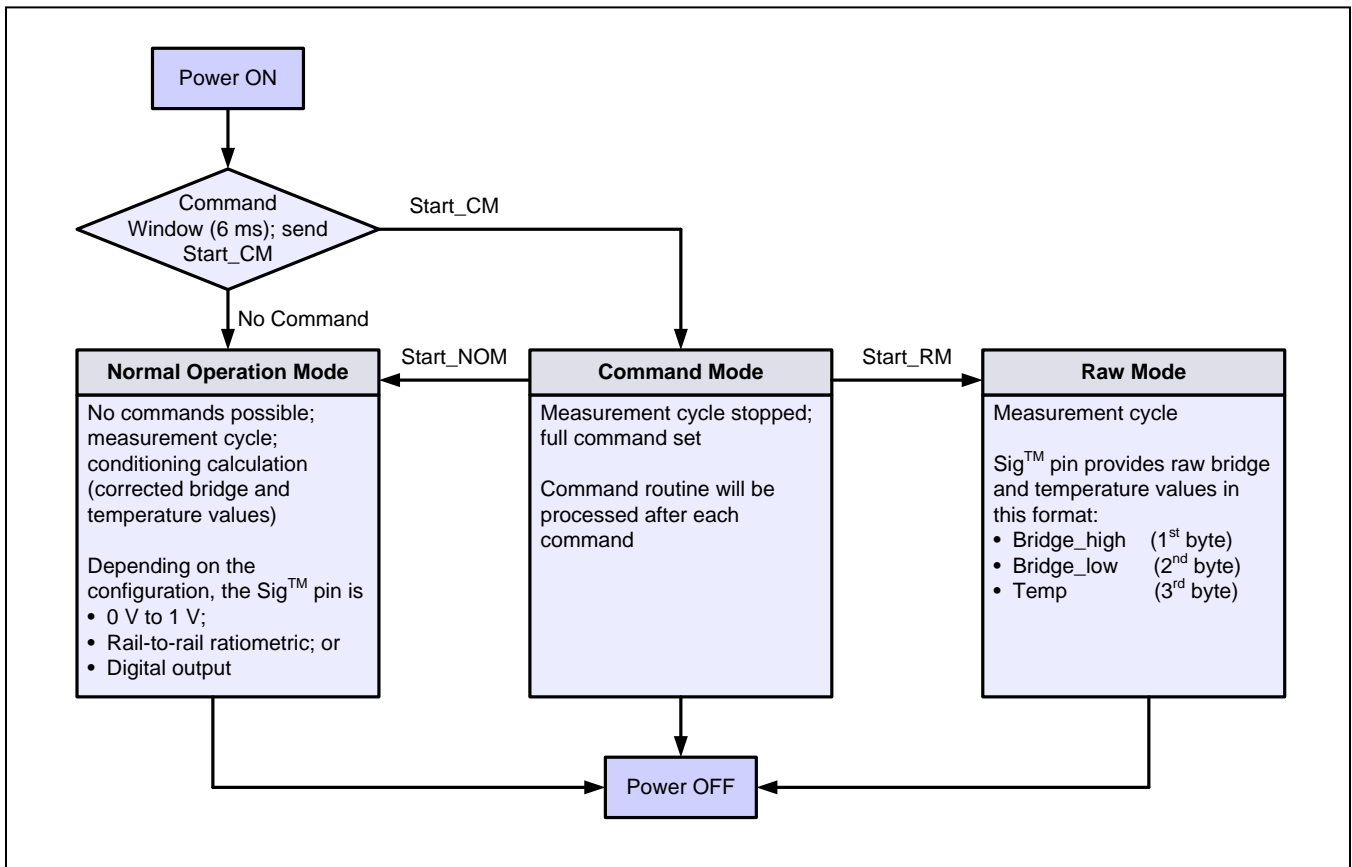 Power ON
Command
Window (6 ms); send
Start_CM
Start_CM
No Command
Normal Operation Mode
No commands possible;
measurement cycle;
conditioning calculation
(corrected bridge and
temperature values)
Depending on the
configuration, the Sig™ pin is
• 0 V to 1 V;
• Rail-to-rail ratiometric; or
• Digital output
Start_NOM
Command Mode
Measurement cycle stopped;
full command set
Command routine will be
processed after each
command
Start_RM
Raw Mode
Measurement cycle
Sig™ pin provides raw bridge
and temperature values in
this format:
• Bridge_high (1st byte)
• Bridge_low (2nd byte)
• Temp (3rd byte)
Power OFF